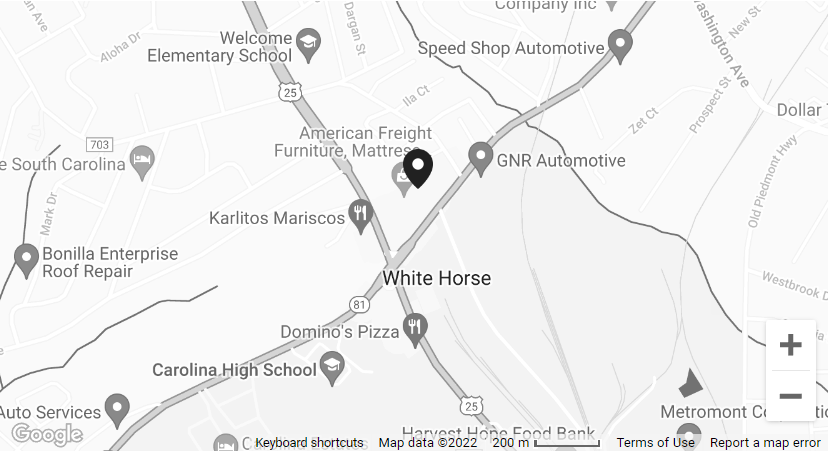 Company Inc
New St
Washington Ave
Aloha Dr
Dargan St
Welcome
Elementary School
Speed Shop Automotive
25
Ila Ct
Zet Ct
Prospect St
Dollar
703
American Freight
Furniture, Mattress
e South Carolina
GNR Automotive
Old Piedmont Hwy
Mark Dr
Karlitos Mariscos
Bonilla Enterprise
Roof Repair
White Horse
Westbrook D
81
Domino's Pizza
+
Carolina High School
−
25
Auto Services
Metromont Co
Harvest Hope Food Bank
Google
Keyboard shortcuts
Map data ©2022
200 m
Terms of Use
Report a map error